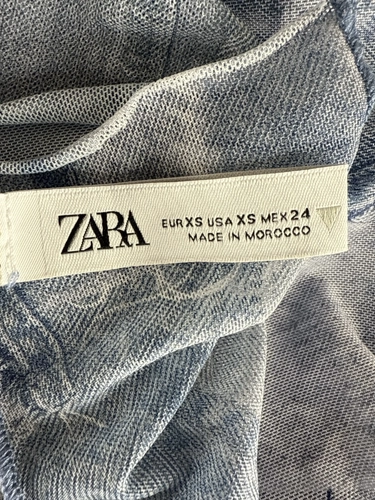 ZARA
EUR XS USA XS MEX 24
MADE IN MOROCCO